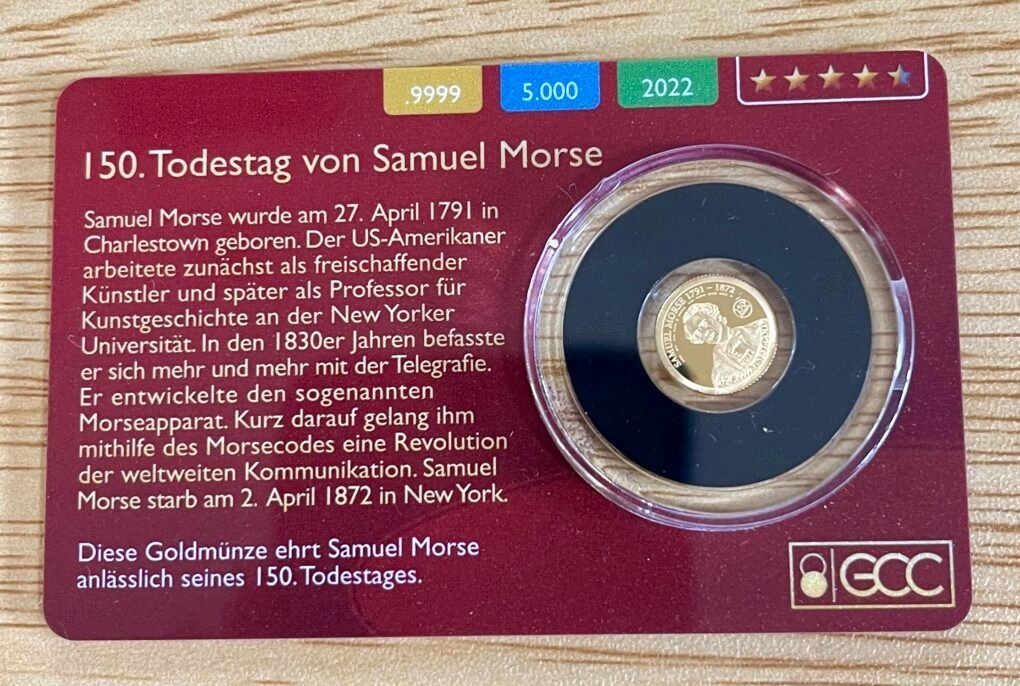 .9999
5.000
2022
150. Todestag von Samuel Morse
Samuel Morse wurde am 27. April 1791 in
Charlestown geboren. Der US-Amerikaner
arbeitete zunächst als freischaffender
Künstler und später als Professor für
Kunstgeschichte an der New Yorker
Universität. In den 1830er Jahren befasste
er sich mehr und mehr mit der Telegrafie.
Er entwickelte den sogenannten
Morseapparat. Kurz darauf gelang ihm
mithilfe des Morsecodes eine Revolution
der weltweiten Kommunikation. Samuel
Morse starb am 2. April 1872 in New York.
Diese Goldmünze ehrt Samuel Morse
anlässlich seines 150. Todestages.
SAMUEL MORSE 1791 – 1872
GCC